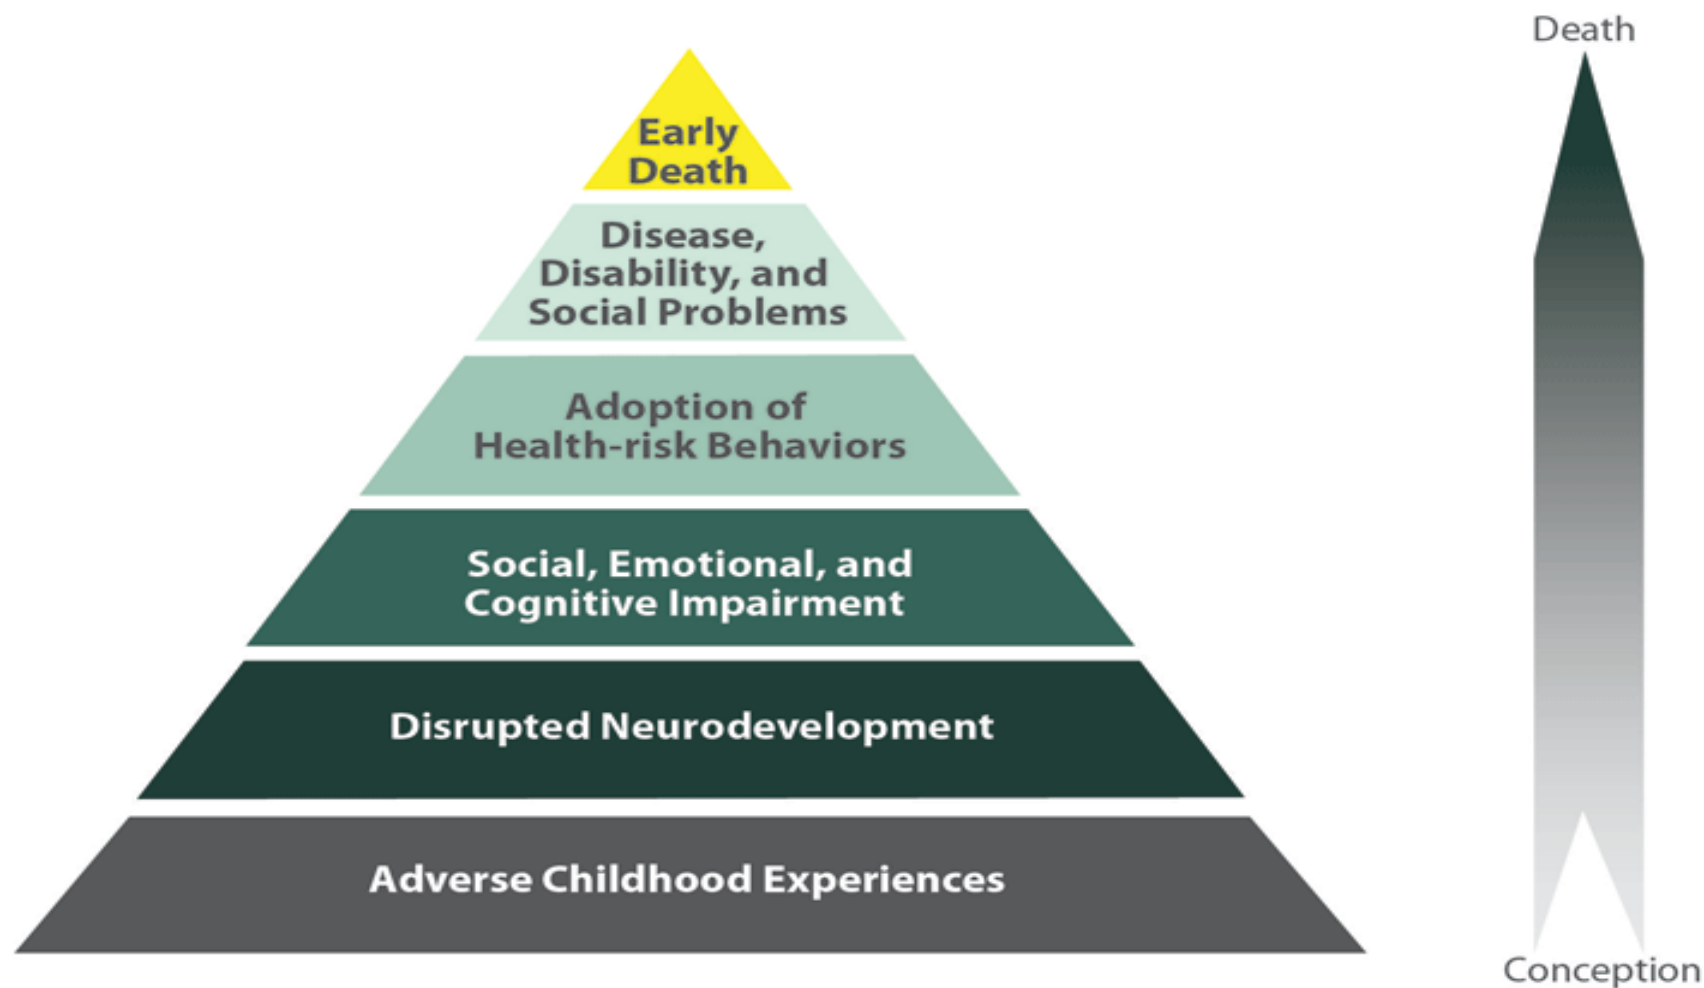 Death
Early
Death
Disease,
Disability, and
Social Problems
Adoption of
Health-risk Behaviors
Social, Emotional, and
Cognitive Impairment
Disrupted Neurodevelopment
Adverse Childhood Experiences
Conception